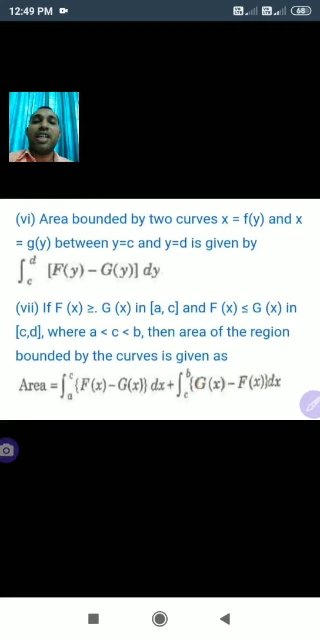 12:49 PM
68
(vi) Area bounded by two curves x = f(y) and x
= g(y) between y=c and y=d is given by
∫_c^d [F(y) – G(y)] dy
(vii) If F (x) ≥. G (x) in [a, c] and F (x) ≤ G (x) in
[c,d], where a < c < b, then area of the region
bounded by the curves is given as
Area = ∫_a^c {F(x) – G(x)} dx + ∫_c^b {G (x) – F (x)}dx